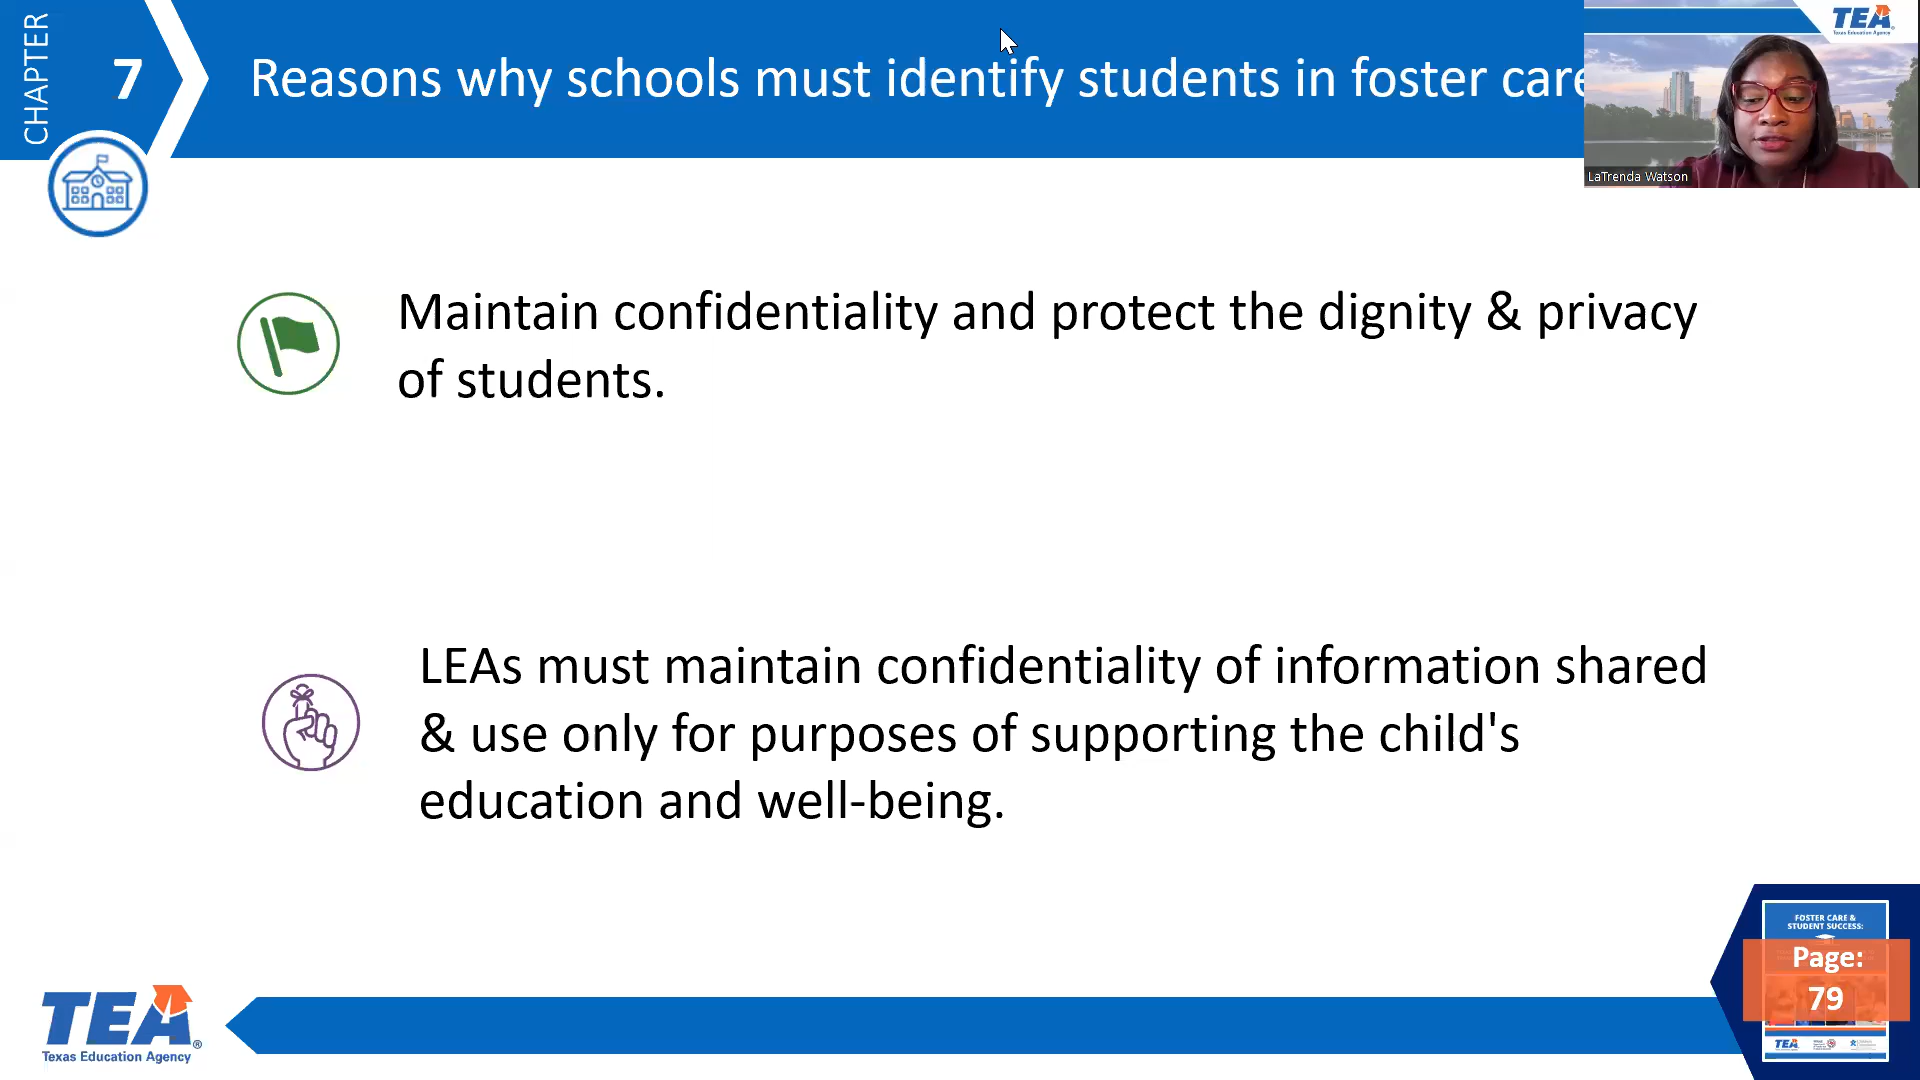 CHAPTER
7
Reasons why schools must identify students in foster care
TEA
Texas Education Agency
LaTrenda Watson
Maintain confidentiality and protect the dignity & privacy
of students.
LEAs must maintain confidentiality of information shared
& use only for purposes of supporting the child's
education and well-being.
FOSTER CARE &
STUDENT SUCCESS:
Page:
79
TEA
TEA®
Texas Education Agency